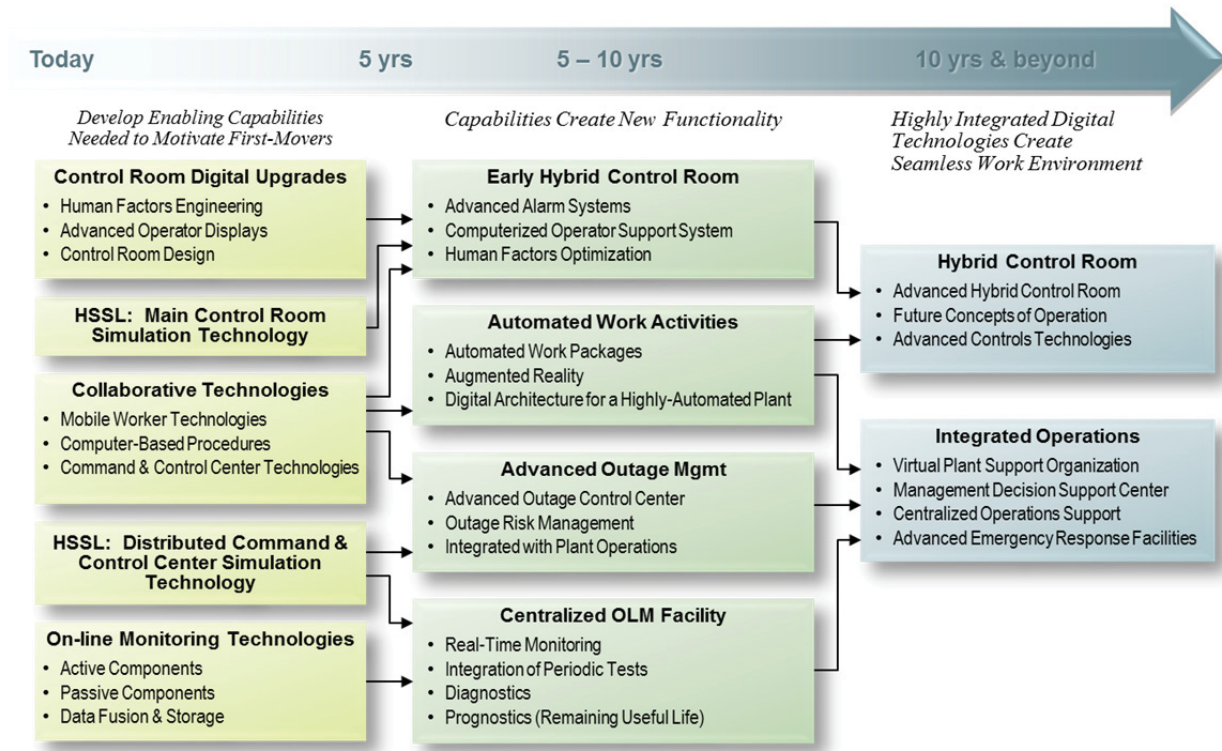 Today
5 yrs
5 – 10 yrs
10 yrs & beyond
Develop Enabling Capabilities
Needed to Motivate First-Movers
Capabilities Create New Functionality
Highly Integrated Digital
Technologies Create
Seamless Work Environment
Control Room Digital Upgrades
• Human Factors Engineering
• Advanced Operator Displays
• Control Room Design
HSSL: Main Control Room
Simulation Technology
Collaborative Technologies
• Mobile Worker Technologies
• Computer-Based Procedures
• Command & Control Center Technologies
HSSL: Distributed Command &
Control Center Simulation
Technology
On-line Monitoring Technologies
• Active Components
• Passive Components
• Data Fusion & Storage
Early Hybrid Control Room
• Advanced Alarm Systems
• Computerized Operator Support System
• Human Factors Optimization
Automated Work Activities
• Automated Work Packages
• Augmented Reality
• Digital Architecture for a Highly-Automated Plant
Advanced Outage Mgmt
• Advanced Outage Control Center
• Outage Risk Management
• Integrated with Plant Operations
Centralized OLM Facility
• Real-Time Monitoring
• Integration of Periodic Tests
• Diagnostics
• Prognostics (Remaining Useful Life)
Hybrid Control Room
• Advanced Hybrid Control Room
• Future Concepts of Operation
• Advanced Controls Technologies
Integrated Operations
• Virtual Plant Support Organization
• Management Decision Support Center
• Centralized Operations Support
• Advanced Emergency Response Facilities